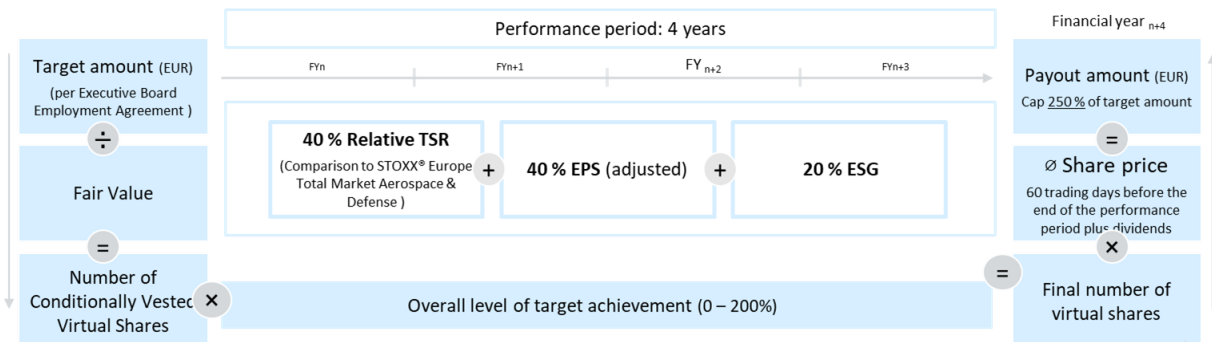 Target amount (EUR)
(per Executive Board
Employment Agreement )
÷
Fair Value
=
Number of
Conditionally Vested
Virtual Shares
×
Performance period: 4 years
FYn
FYn+1
FY n+2
FYn+3
40 % Relative TSR
(Comparison to STOXX® Europe
Total Market Aerospace &
Defense )
+
40 % EPS (adjusted)
+
20 % ESG
Overall level of target achievement (0 – 200%)
=
Financial year n+4
Payout amount (EUR)
Cap 250 % of target amount
=
Ø Share price
60 trading days before the
end of the performance
period plus dividends
×
Final number of
virtual shares